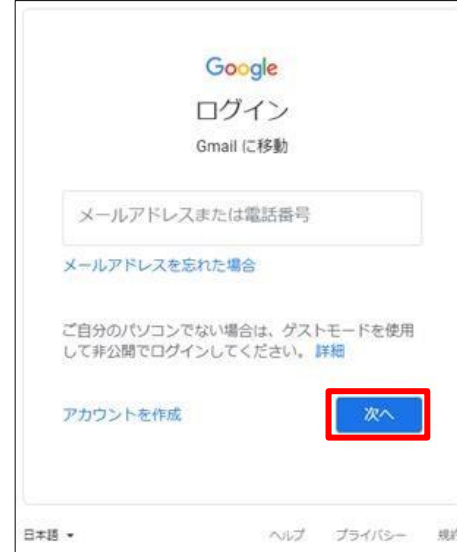 Google
ログイン
Gmail に移動
メールアドレスまたは電話番号
メールアドレスを忘れた場合
ご自分のパソコンでない場合は、ゲストモードを使用
して非公開でログインしてください。 詳細
アカウントを作成 次へ
日本語 ヘルプ プライバシー 規約